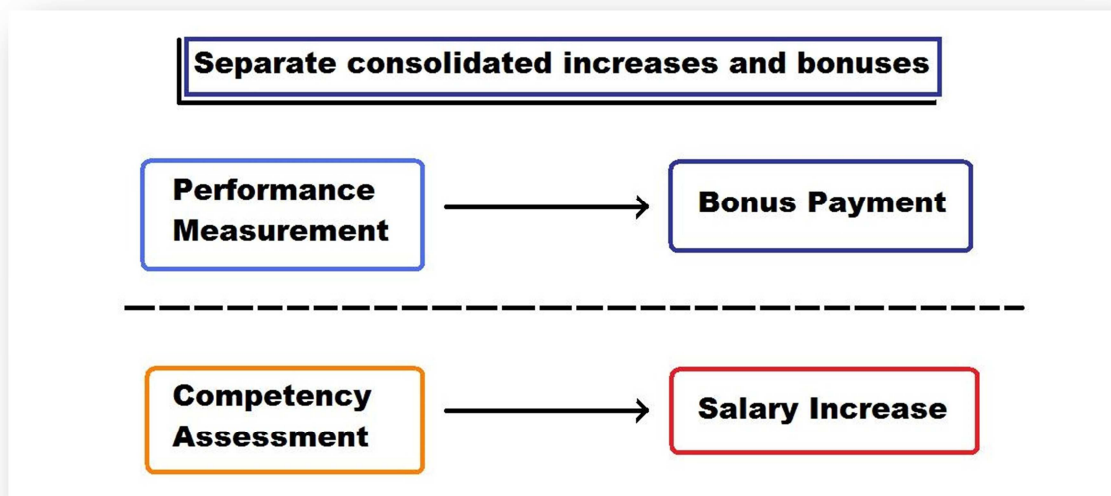 Separate consolidated increases and bonuses
Performance
Measurement
Bonus Payment
Competency
Assessment
Salary Increase